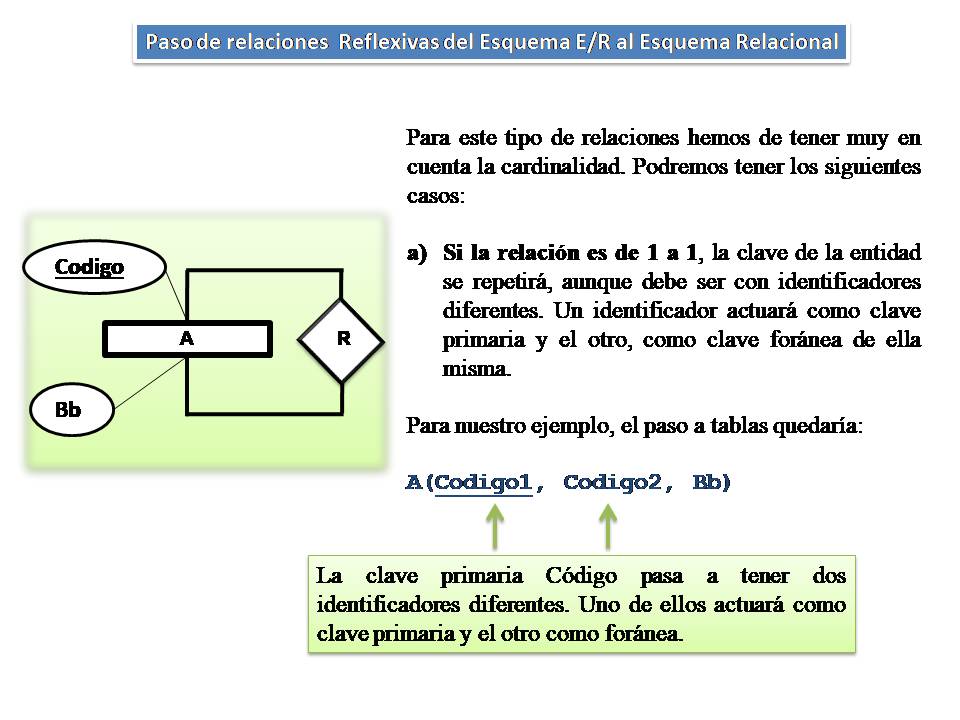 Paso de relaciones Reflexivas del Esquema E/R al Esquema Relacional
Para este tipo de relaciones hemos de tener muy en
cuenta la cardinalidad. Podremos tener los siguientes
casos:
a) Si la relación es de 1 a 1, la clave de la entidad
se repetirá, aunque debe ser con identificadores
diferentes. Un identificador actuará como clave
primaria y el otro, como clave foránea de ella
misma.
Codigo
A
R
Bb
Para nuestro ejemplo, el paso a tablas quedaría:
A(Codigo1, Codigo2, Bb)
La clave primaria Código pasa a tener dos
identificadores diferentes. Uno de ellos actuará como
clave primaria y el otro como foránea.